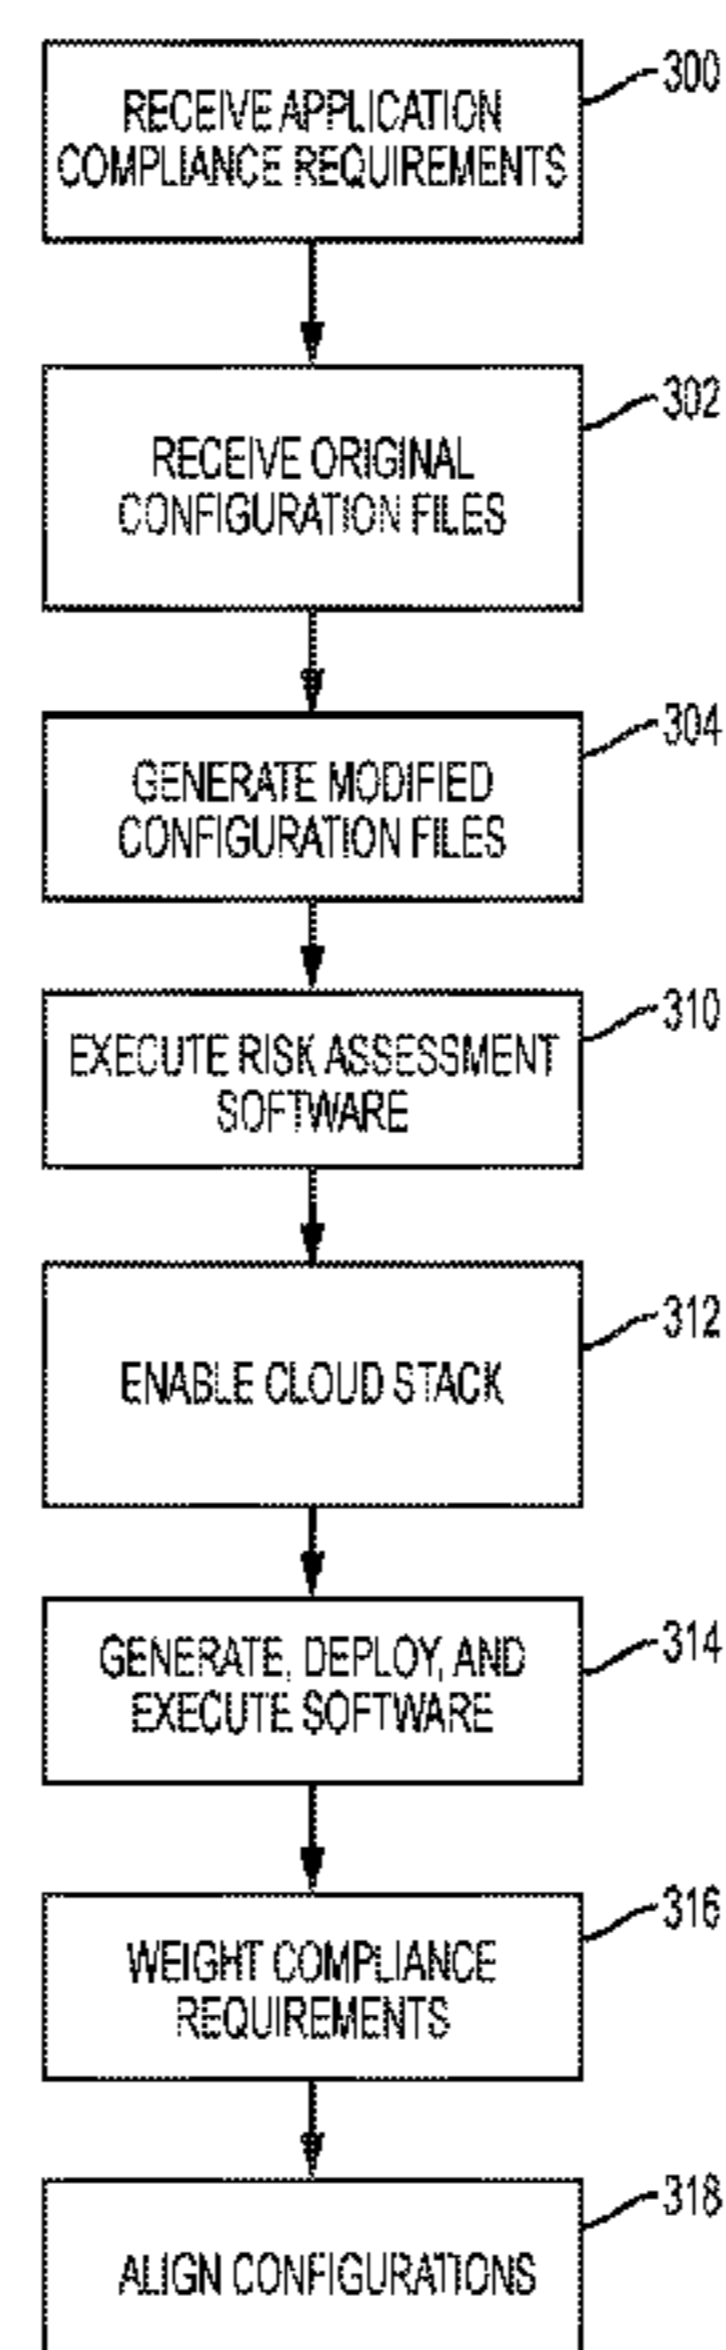 300
RECEIVE APPLICATION
COMPLIANCE REQUIREMENTS
302
RECEIVE ORIGINAL
CONFIGURATION FILES
304
GENERATE MODIFIED
CONFIGURATION FILES
310
EXECUTE RISK ASSESSMENT
SOFTWARE
312
ENABLE CLOUD STACK
314
GENERATE, DEPLOY, AND
EXECUTE SOFTWARE
316
WEIGHT COMPLIANCE
REQUIREMENTS
318
ALIGN CONFIGURATIONS